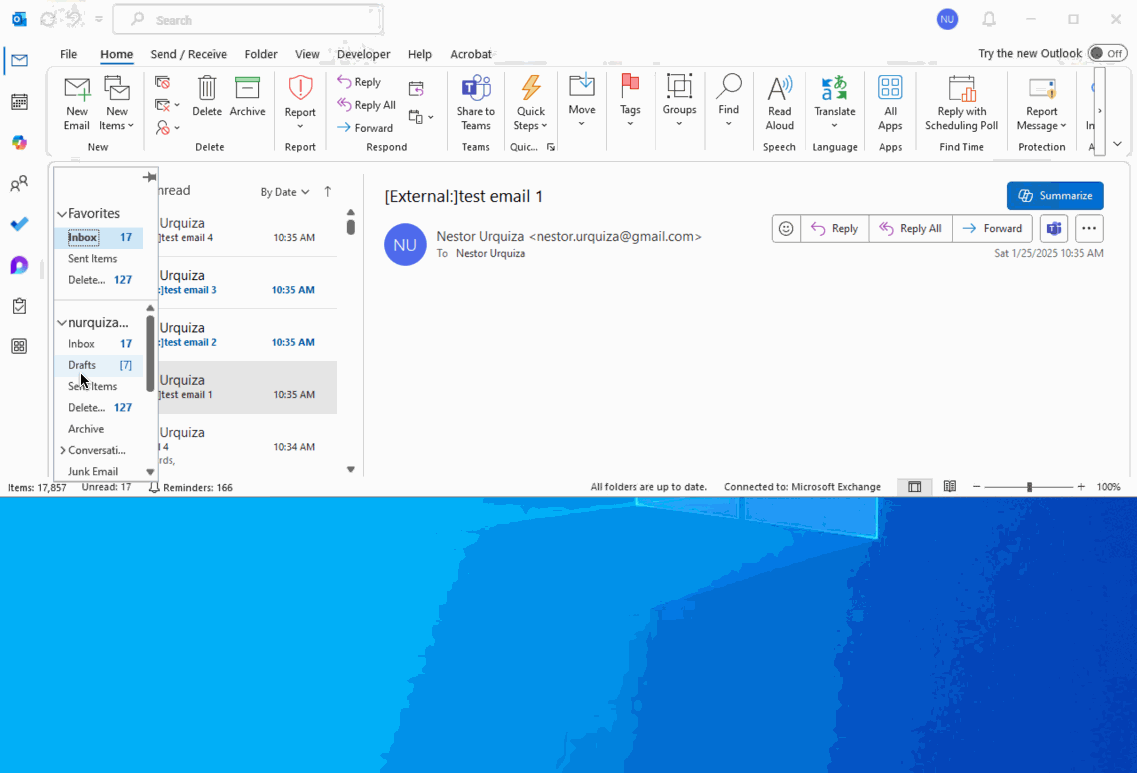 Search
NU
File Home Send / Receive Folder View Developer Help Acrobat
Try the new Outlook Off
New Email
New Items
Delete
Archive
Report
Reply
Reply All
Forward
Share to Teams
Quick Steps
Move
Tags
Groups
Find
Read Aloud
Translate
All Apps
Reply with Scheduling Poll
Report Message
In
New
Delete
Report
Respond
Teams
Quic...
Speech
Language
Apps
Find Time
Protection
A
Favorites
Inbox 17
Sent Items
Delete... 127
nurquiza...
Inbox 17
Drafts [7]
Sent Items
Delete... 127
Archive
Conversati...
Junk Email
nread
By Date
Urquiza
:]test email 4 10:35 AM
Urquiza
:]test email 3 10:35 AM
Urquiza
:]test email 2 10:35 AM
Urquiza
]test email 1 10:35 AM
Urquiza
l 4 10:34 AM
rds,
[External:]test email 1
Summarize
NU
Nestor Urquiza <nestor.urquiza@gmail.com>
To Nestor Urquiza
Reply
Reply All
Forward
Sat 1/25/2025 10:35 AM
Items: 17,857 Unread: 17 Reminders: 166
All folders are up to date. Connected to: Microsoft Exchange
100%